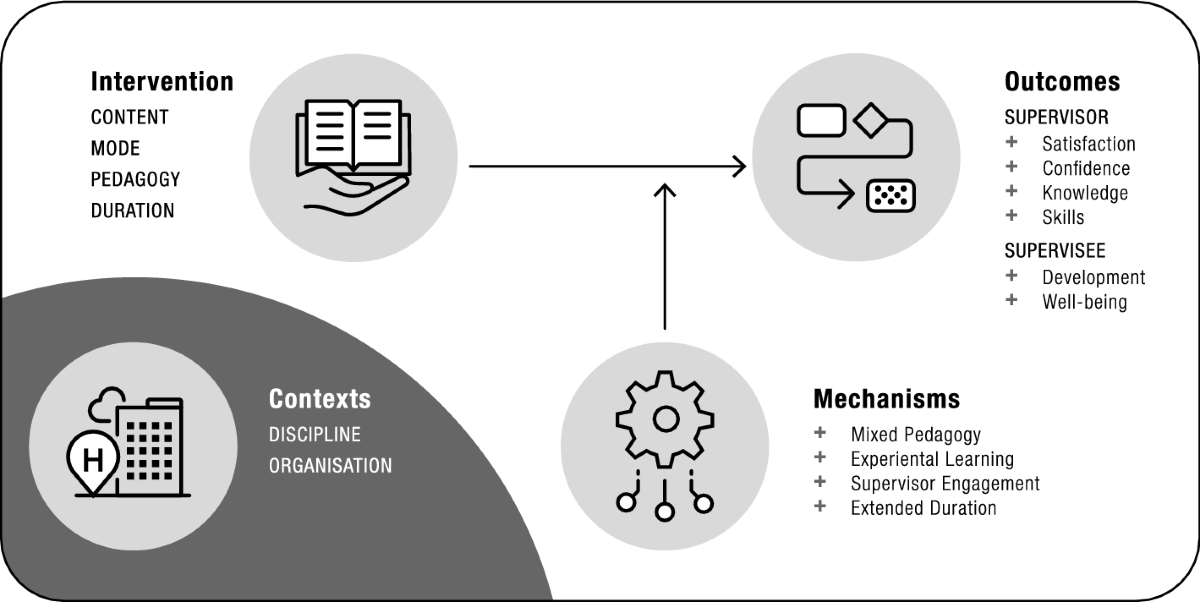 Intervention
CONTENT
MODE
PEDAGOGY
DURATION
Outcomes
SUPERVISOR
+ Satisfaction
+ Confidence
+ Knowledge
+ Skills
SUPERVISEE
+ Development
+ Well-being
Contexts
DISCIPLINE
ORGANISATION
H
Mechanisms
+ Mixed Pedagogy
+ Experiental Learning
+ Supervisor Engagement
+ Extended Duration